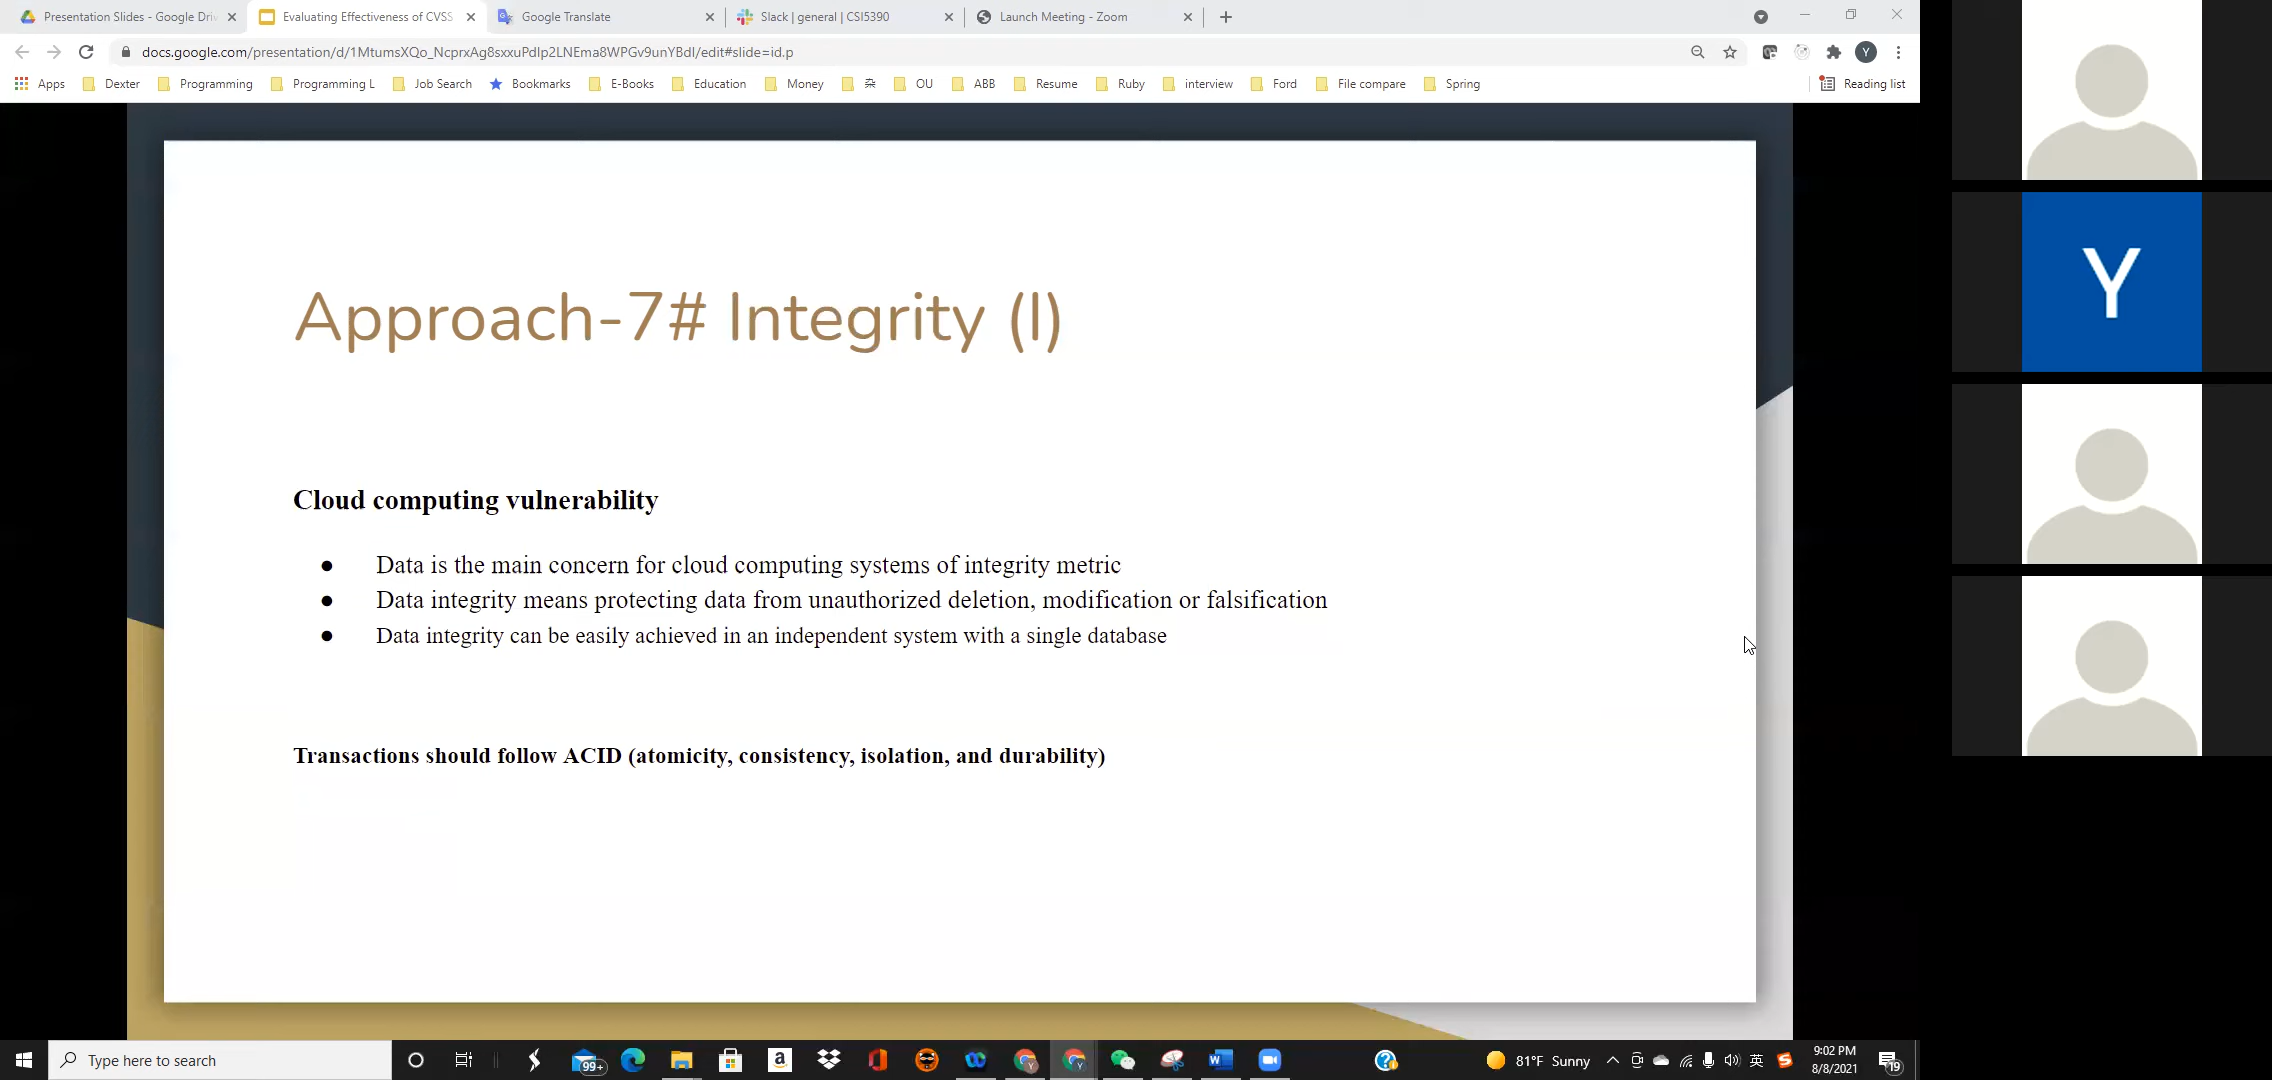 Presentation Slides - Google Driv
Evaluating Effectiveness of CVSS
Google Translate
Slack | general | CSI5390
Launch Meeting - Zoom
docs.google.com/presentation/d/1MtumsXQo_NcprxAg8sxxuPdlp2LNEma8WPGv9unYBdI/edit#slide=id.p
Y
Apps Dexter Programming Programming L Job Search Bookmarks E-Books Education Money 杂 OU ABB Resume Ruby interview Ford File compare Spring Reading list
Approach-7# Integrity (I)
Cloud computing vulnerability
● Data is the main concern for cloud computing systems of integrity metric
● Data integrity means protecting data from unauthorized deletion, modification or falsification
● Data integrity can be easily achieved in an independent system with a single database
Transactions should follow ACID (atomicity, consistency, isolation, and durability)
Y
Type here to search
99+
81°F Sunny
英
9:02 PM
8/8/2021
19